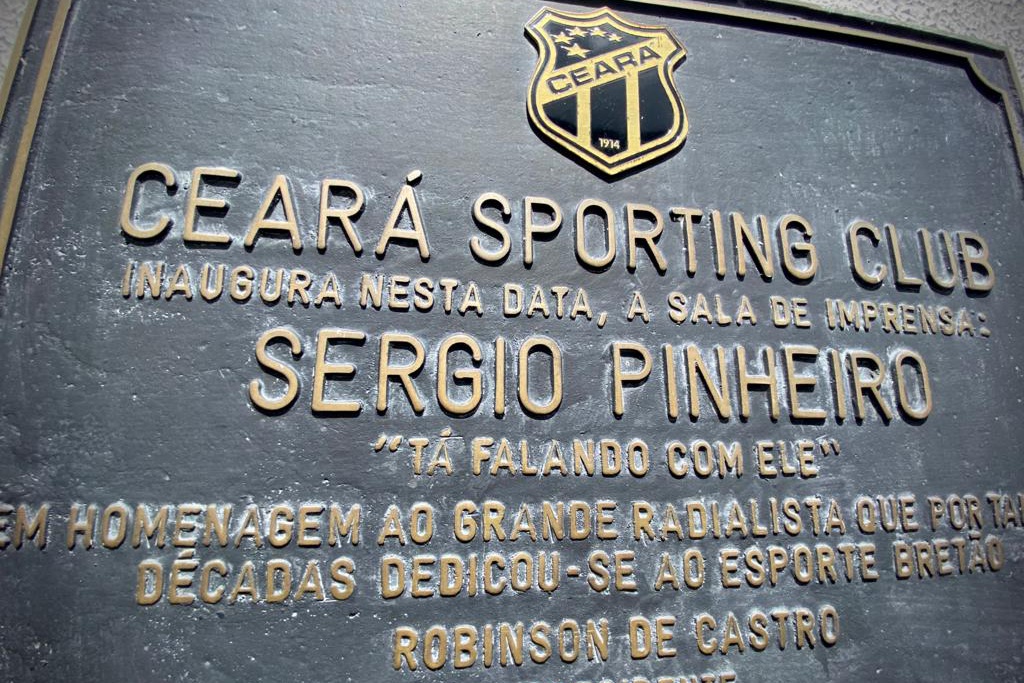 CEARÁ
1914
CEARÁ SPORTING CLUB
INAUGURA NESTA DATA, A SALA DE IMPRENSA:
SERGIO PINHEIRO
"TÁ FALANDO COM ELE"
EM HOMENAGEM AO GRANDE RADIALISTA QUE POR
DÉCADAS DEDICOU-SE AO ESPORTE BRETÃO
ROBINSON DE CASTRO